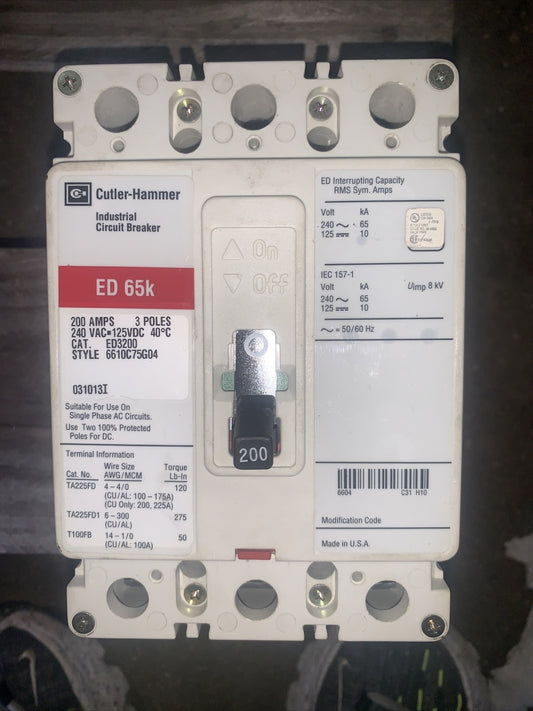 Cutler-Hammer
Industrial
Circuit Breaker
ED 65k
200 AMPS 3 POLES
240 VAC▪125VDC 40°C
CAT. ED3200
STYLE 6610C75G04
031013I
Suitable For Use On
Single Phase AC Circuits.
Use Two 100% Protected
Poles For DC.
Terminal Information
Cat. No. Wire Size AWG/MCM Torque Lb-In
TA225FD 4-4/0 120
(CU/AL: 100-175A)
(CU Only: 200, 225A)
TA225FD1 6-300 275
(CU/AL)
T100FB 14-1/0 50
(CU/AL: 100A)
△ On
▽ Off
200
ED Interrupting Capacity
RMS Sym. Amps
Volt kA
240 ~ 65
125 ⎓ 10
IEC 157-1
Volt kA Uimp 8 kV
240 ~ 65
125 ⎓ 10
~ = 50/60 Hz
6604 C31 H10
Modification Code
Made in U.S.A.